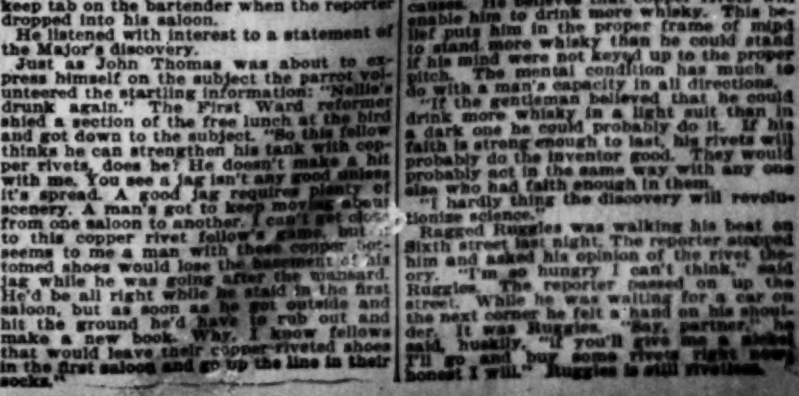 keep tab on the bartender when the reporter
dropped into his saloon.
He listened with interest to a statement of
the Major's discovery.
Just as John Thomas was about to ex-
press himself on the subject the parrot vol-
unteered the startling information: "Nellie's
drunk again." The First Ward reformer
shied a section of the free lunch at the bird
and got down to the subject. "So this fellow
thinks he can strengthen his tank with cop-
per rivets, does he? He doesn't make a hit
with me. You see a jag isn't any good unless
it's spread. A good jag requires plenty of
scenery. A man's got to keep moving about
from one saloon to another. I can't get close
to this copper rivet fellow's game, but it
seems to me a man with these copper bot-
tomed shoes would lose the basement of his
jag while he was going after the mansard.
He'd be all right while he staid in the first
saloon, but as soon as he got outside and
hit the ground he'd have to rub out and
make a new book. Why, I know fellows
that would leave their copper-riveted shoes
in the first saloon and go up the line in their
socks."
enable him to drink more whisky. This be-
lief puts him in the proper frame of mind
to stand more whisky than he could stand
if his mind were not keyed up to the proper
pitch. The mental condition has much to
do with a man's capacity in all directions.
"If the gentleman believed that he could
drink more whisky in a light suit than in
a dark one he could probably do it. If his
faith is strong enough to last, his rivets will
probably do the inventor good. They would
probably act in the same way with any one
else who had faith enough in them.
"I hardly thing the discovery will revolu-
tionize science."
Ragged Ruggles was walking his beat on
Sixth street last night. The reporter stopped
him and asked his opinion of the rivet the-
ory. "I'm so hungry I can't think," said
Ruggles. The reporter passed on up the
street. While he was waiting for a car on
the next corner he felt a hand on his shoul-
der. It was Ruggles. "Say, partner," he
said, huskily, "if you'll give me a
I'll go and buy some rivets right now,
honest I will." Ruggles is still rivetless.